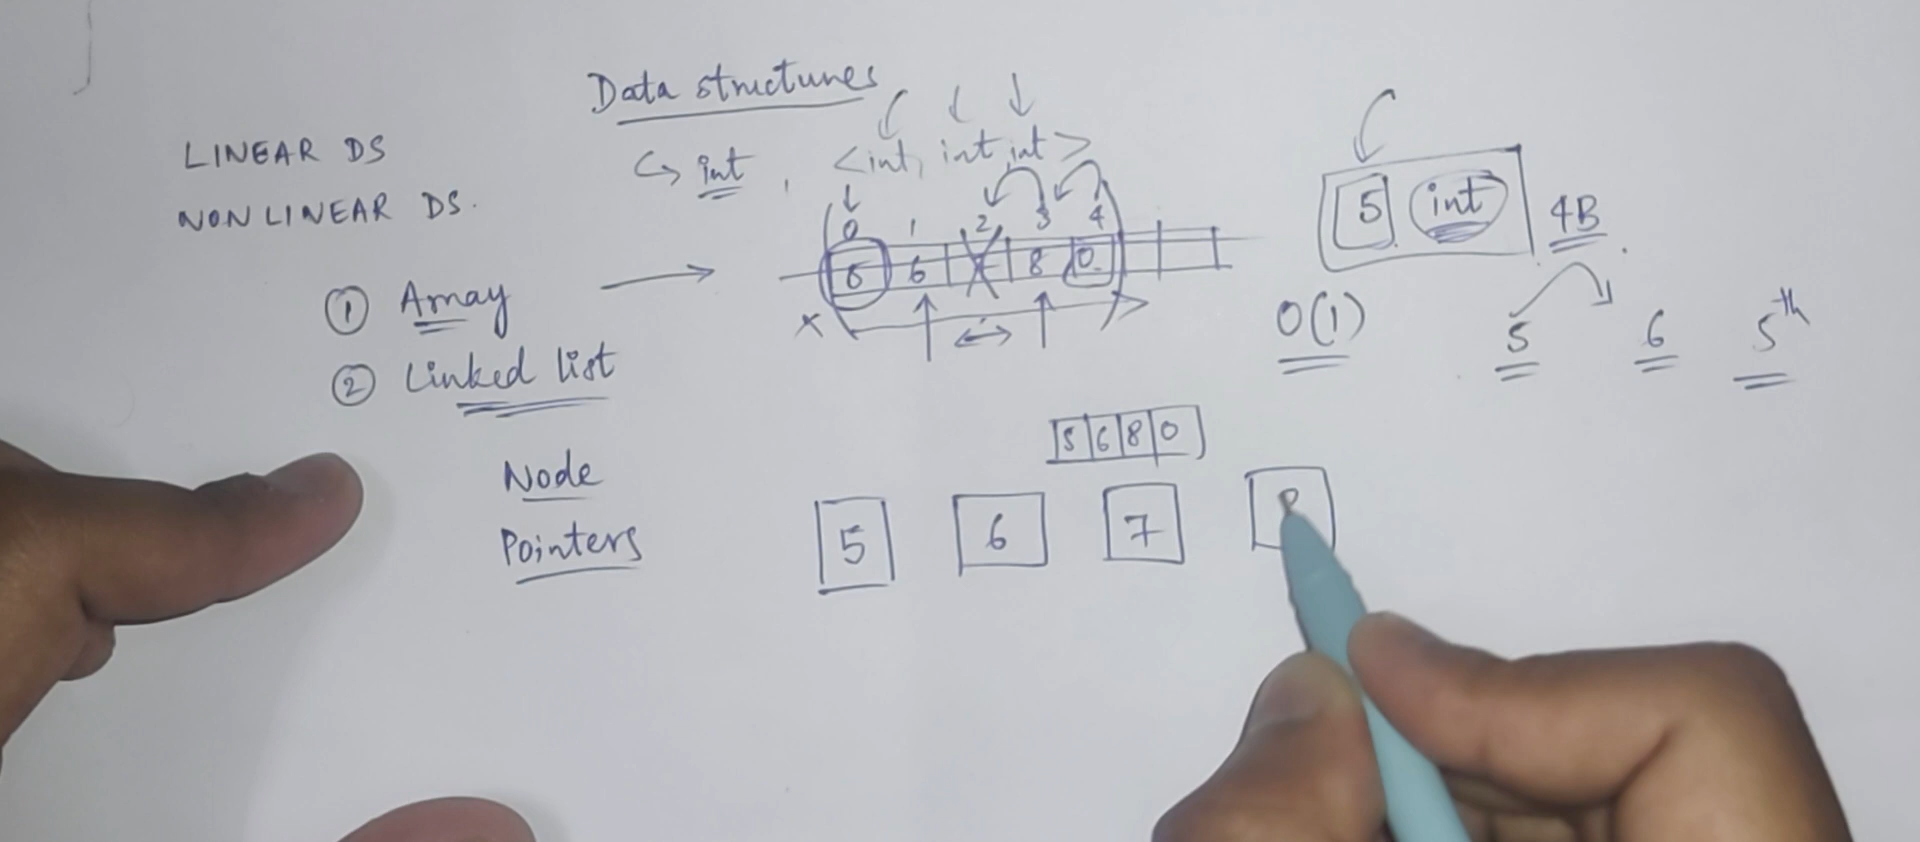 Data structures
LINEAR DS
NON LINEAR DS.
int, <int, int, int>
0 1 2 3 4
6 8 0
5 int 4B
① Array
② Linked list
x
O(1) 5 6 5th
5 6 8 0
Node
Pointers
5 6 7